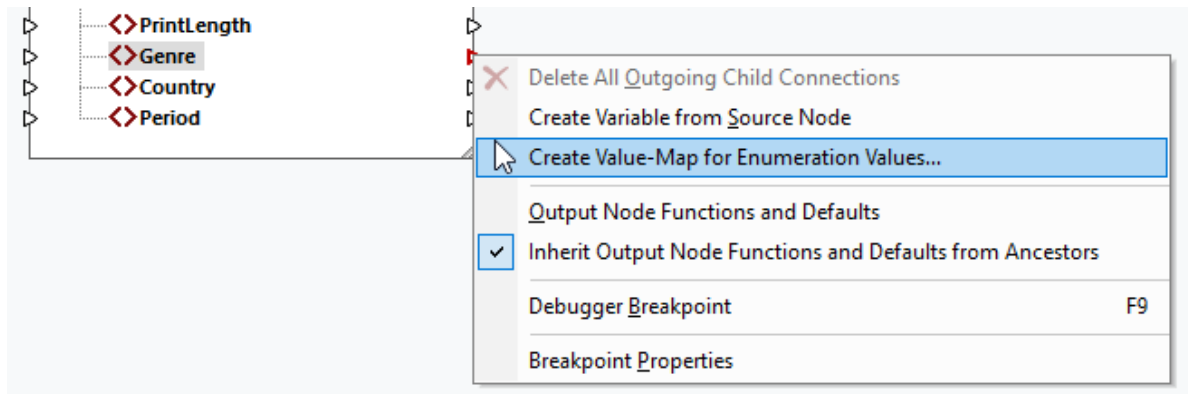 PrintLength
Genre
Country
Period
Delete All Outgoing Child Connections
Create Variable from Source Node
Create Value-Map for Enumeration Values...
Output Node Functions and Defaults
Inherit Output Node Functions and Defaults from Ancestors
Debugger Breakpoint F9
Breakpoint Properties